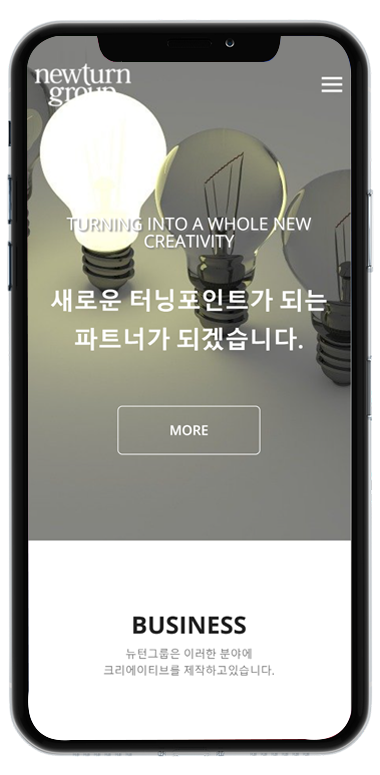 newturn
group
TURNING INTO A WHOLE NEW
CREATIVITY
새로운 터닝포인트가 되는
파트너가 되겠습니다.
MORE
BUSINESS
뉴턴그룹은 이러한 분야에
크리에이티브를 제작하고있습니다.